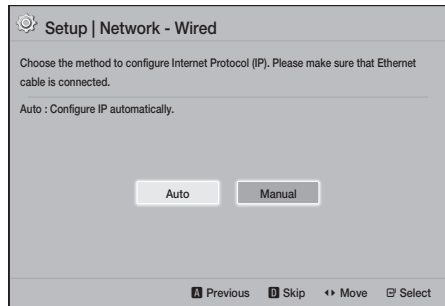 Setup | Network - Wired
Choose the method to configure Internet Protocol (IP). Please make sure that Ethernet
cable is connected.
Auto : Configure IP automatically.
Auto Manual
A Previous D Skip Move Select